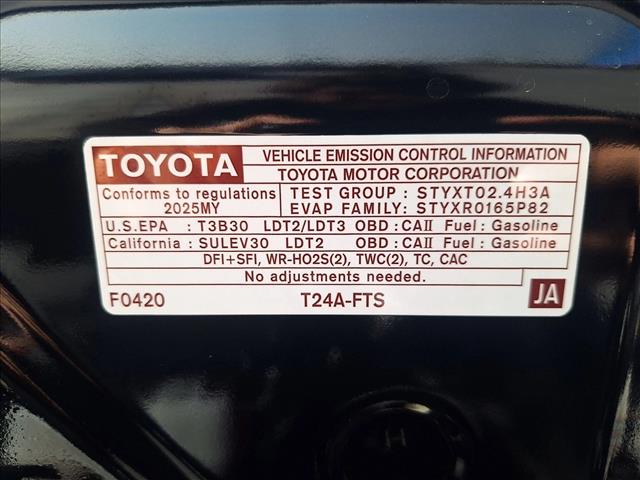 TOYOTA
VEHICLE EMISSION CONTROL INFORMATION
TOYOTA MOTOR CORPORATION
Conforms to regulations
2025MY
TEST GROUP : STYXT02.4H3A
EVAP FAMILY: STYXR0165P82
U.S.EPA : T3B30 LDT2/LDT3 OBD : CAII Fuel : Gasoline
California : SULEV30 LDT2 OBD : CAII Fuel : Gasoline
DFI+SFI, WR-HO2S(2), TWC(2), TC, CAC
No adjustments needed.
F0420 T24A-FTS JA
H